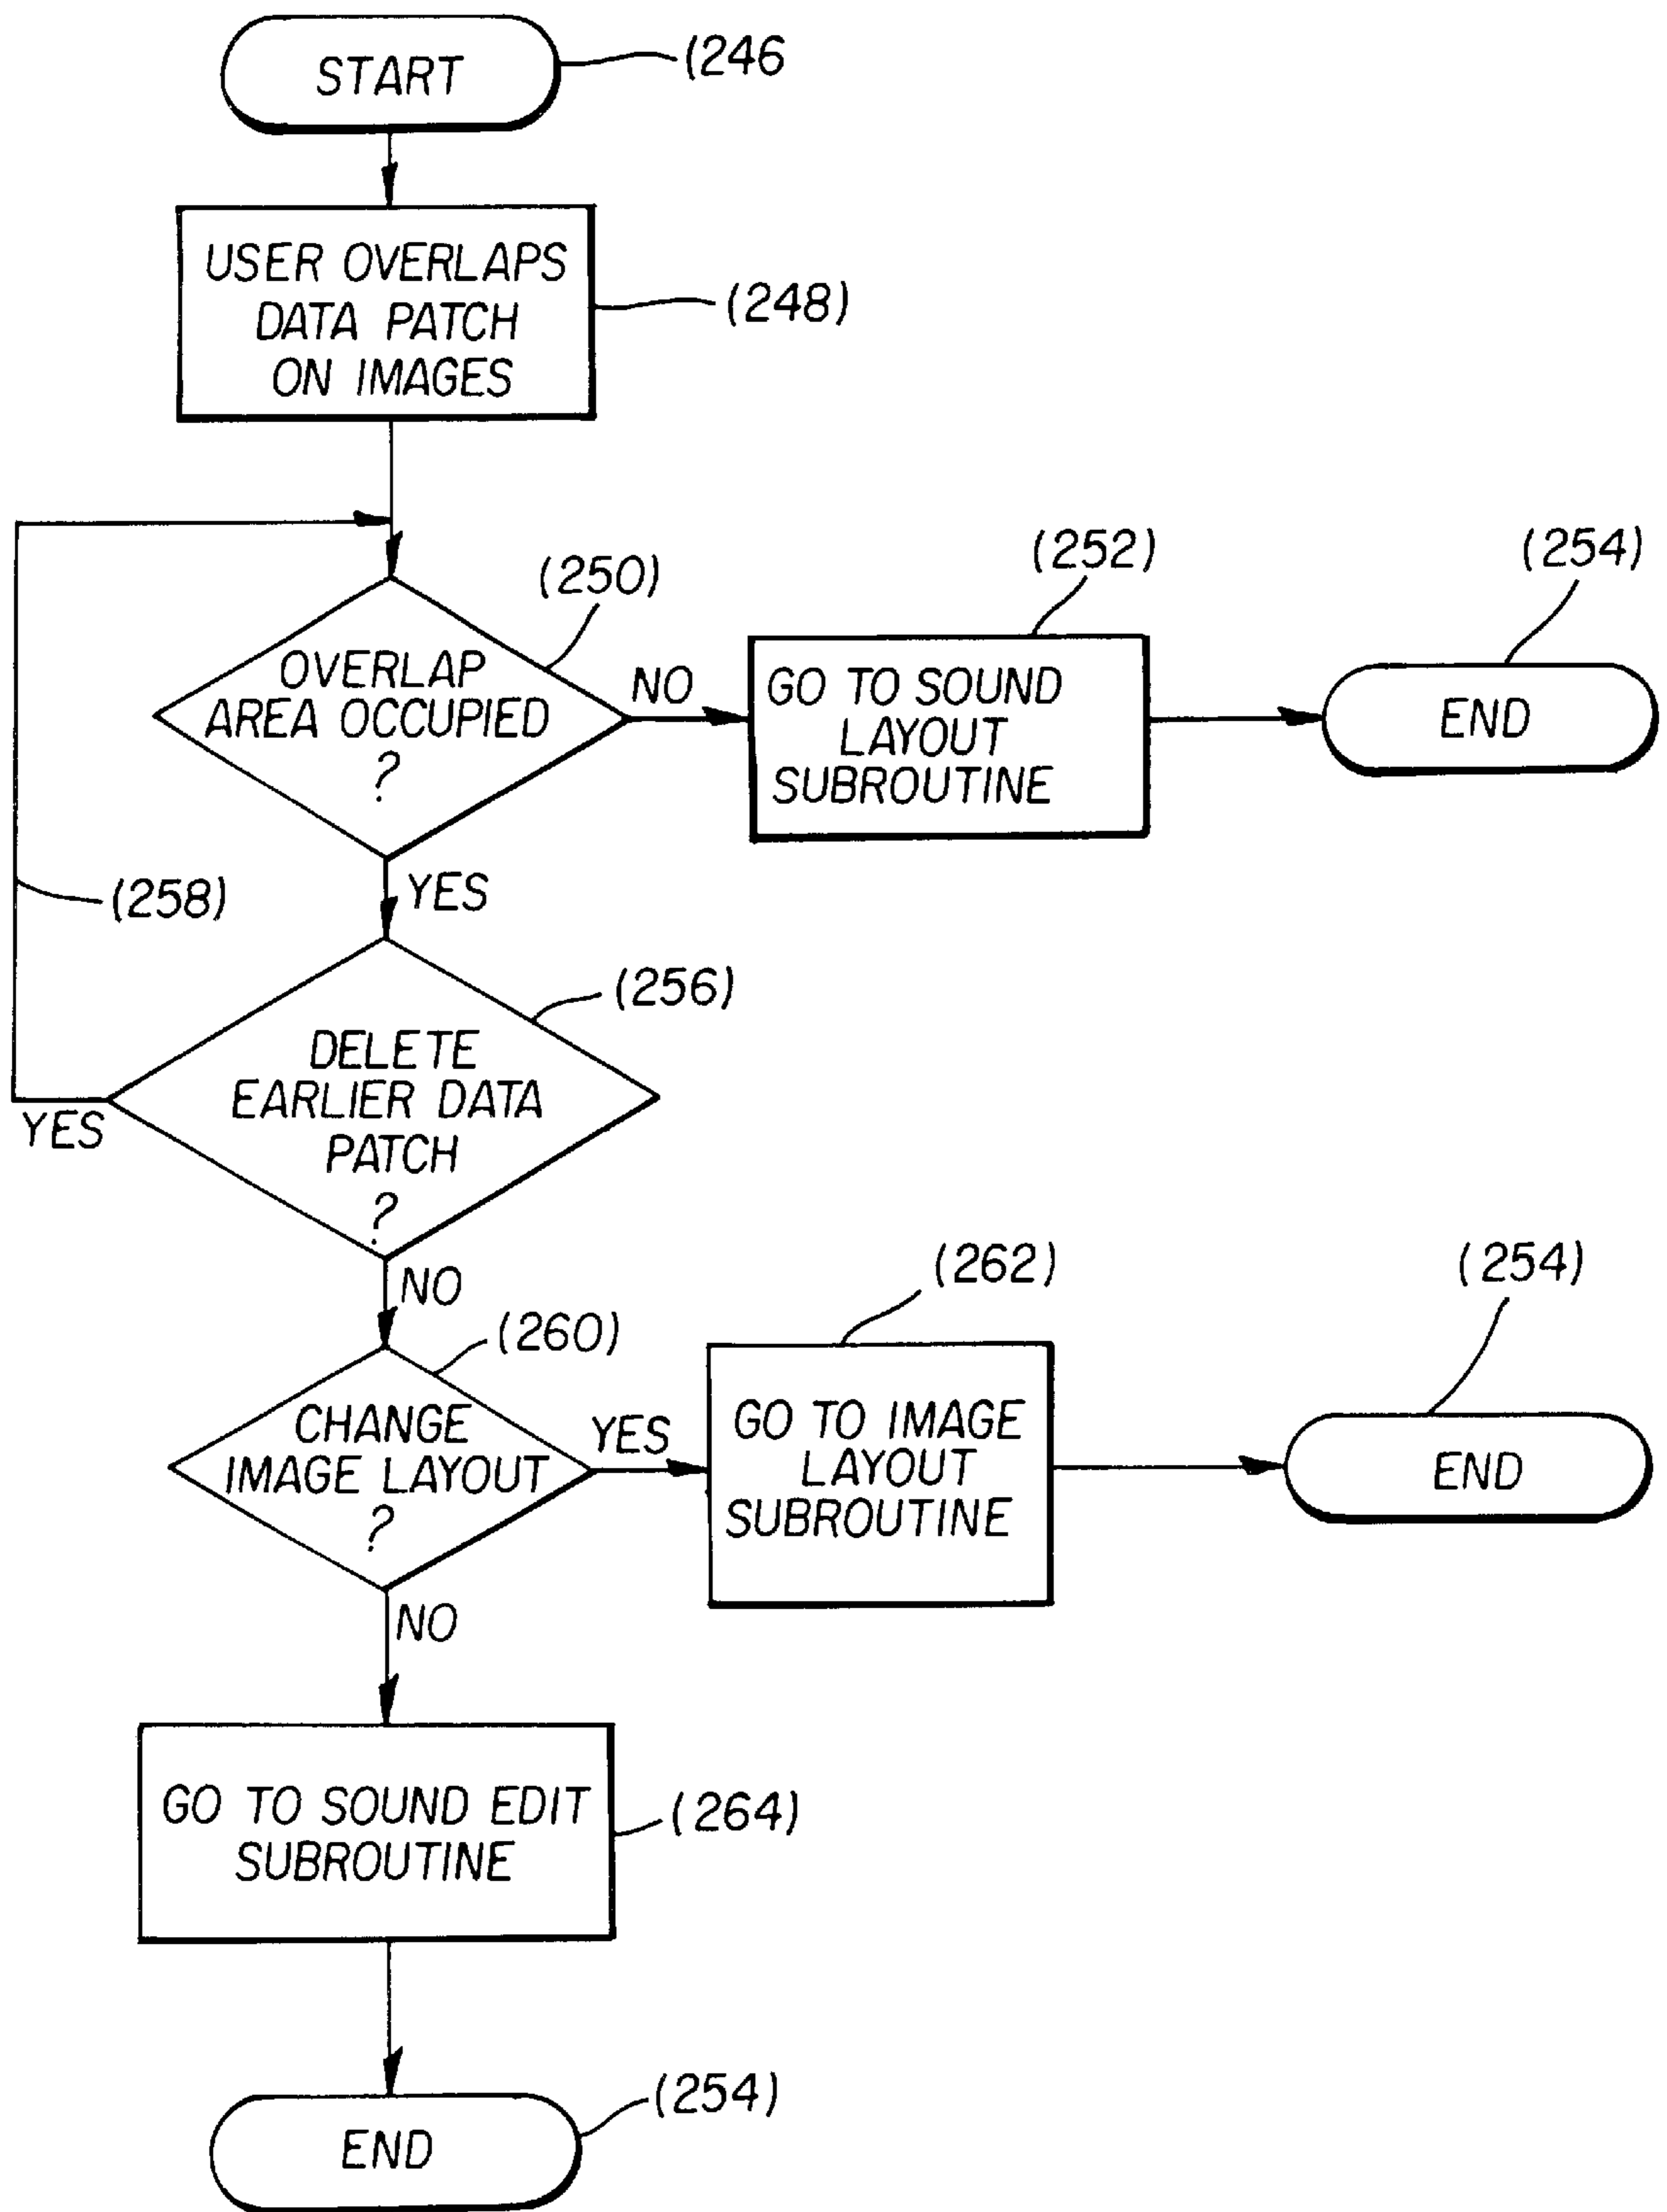 START
(246
USER OVERLAPS
DATA PATCH
ON IMAGES
(248)
(250)
OVERLAP
AREA OCCUPIED
?
NO
(252)
GO TO SOUND
LAYOUT
SUBROUTINE
(254)
END
YES
(258)
(256)
DELETE
EARLIER DATA
PATCH
?
YES
NO
(260)
CHANGE
IMAGE LAYOUT
?
YES
(262)
GO TO IMAGE
LAYOUT
SUBROUTINE
(254)
END
NO
GO TO SOUND EDIT
SUBROUTINE
(264)
(254)
END